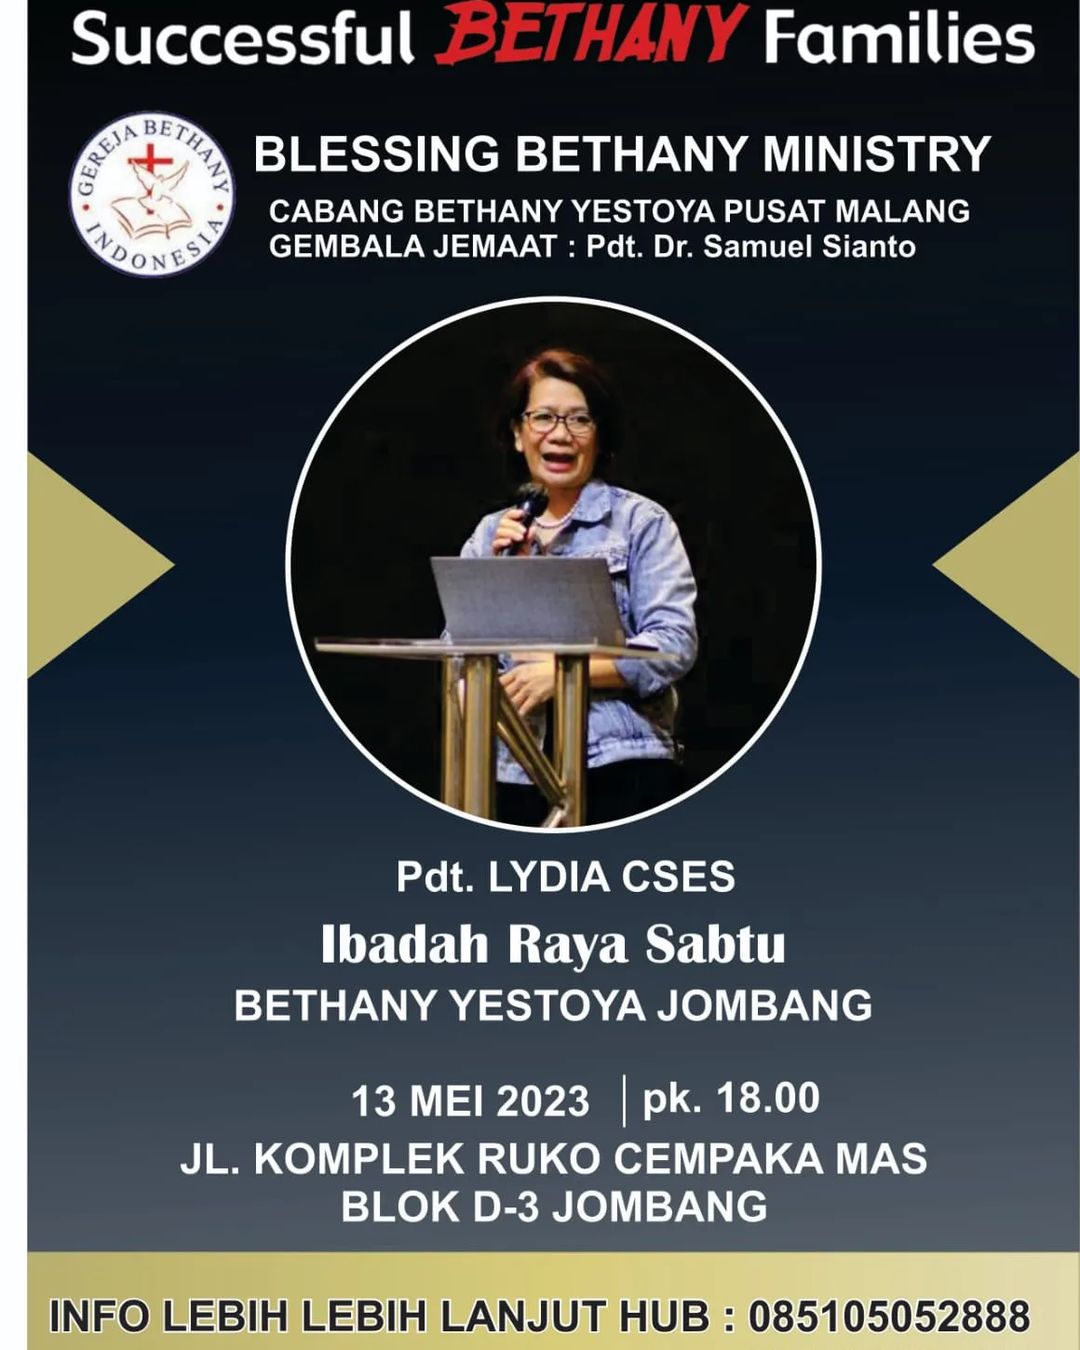 Successful BETHANY Families
GEREJA BETHANY INDONESIA
BLESSING BETHANY MINISTRY
CABANG BETHANY YESTOYA PUSAT MALANG
GEMBALA JEMAAT : Pdt. Dr. Samuel Sianto
Pdt. LYDIA CSES
Ibadah Raya Sabtu
BETHANY YESTOYA JOMBANG
13 MEI 2023 | pk. 18.00
JL. KOMPLEK RUKO CEMPAKA MAS
BLOK D-3 JOMBANG
INFO LEBIH LEBIH LANJUT HUB : 085105052888